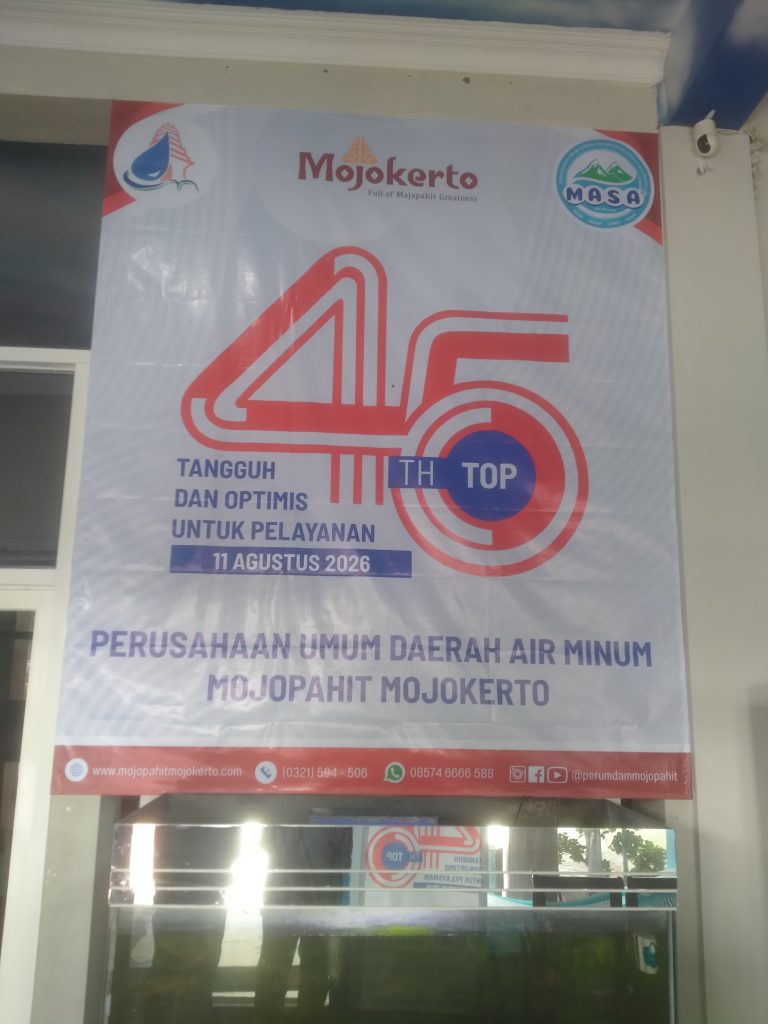 Mojokerto
Full of Majapahit Greatness
MASA
45
TH TOP
TANGGUH
DAN OPTIMIS
UNTUK PELAYANAN
11 AGUSTUS 2026
PERUSAHAAN UMUM DAERAH AIR MINUM
MOJOPAHIT MOJOKERTO
www.mojopahitmojokerto.com (0321) 594 - 506 08574 6666 588 @perumdammojopahit